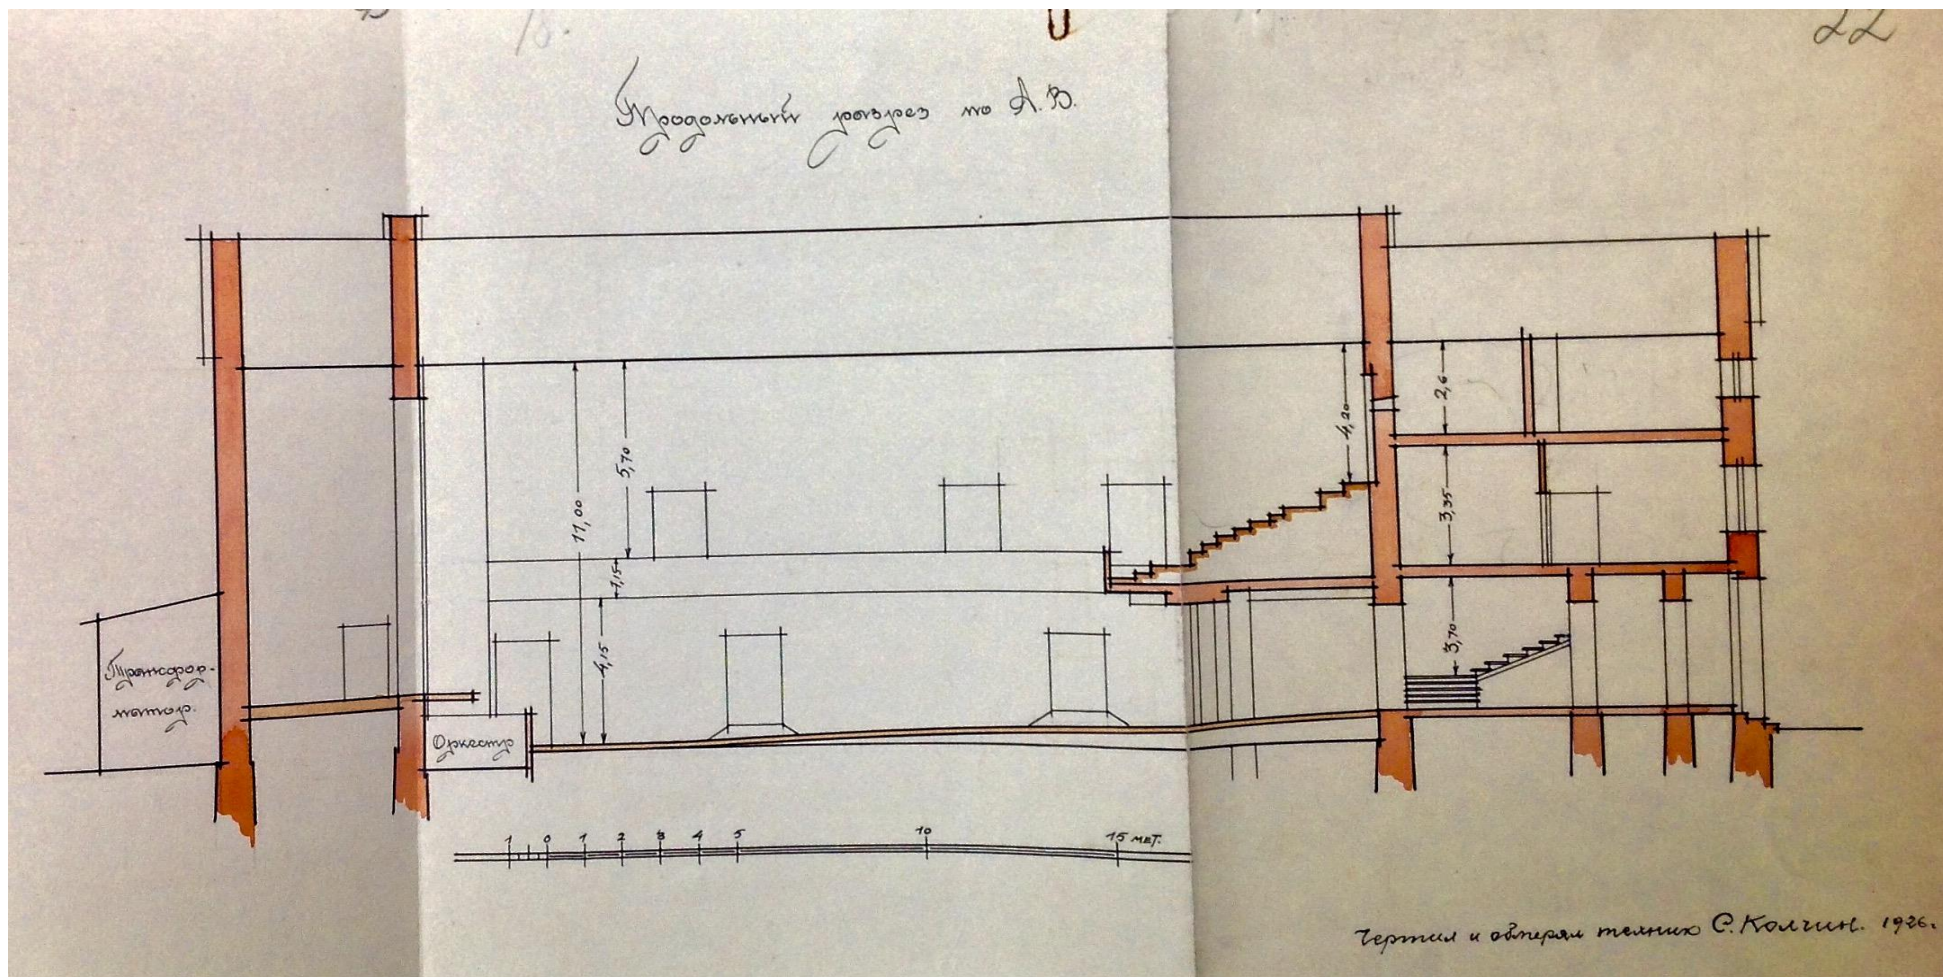 18.
22
Продольный разрез по А.В.
2,6
4,20
5,70
11,00
3,35
1,15
4,15
3,70
Трансфор-
матор.
Оркестр
1 0 1 2 3 4 5 10 15 мет.
Чертил и обмерял техник С. Колчин. 1926.